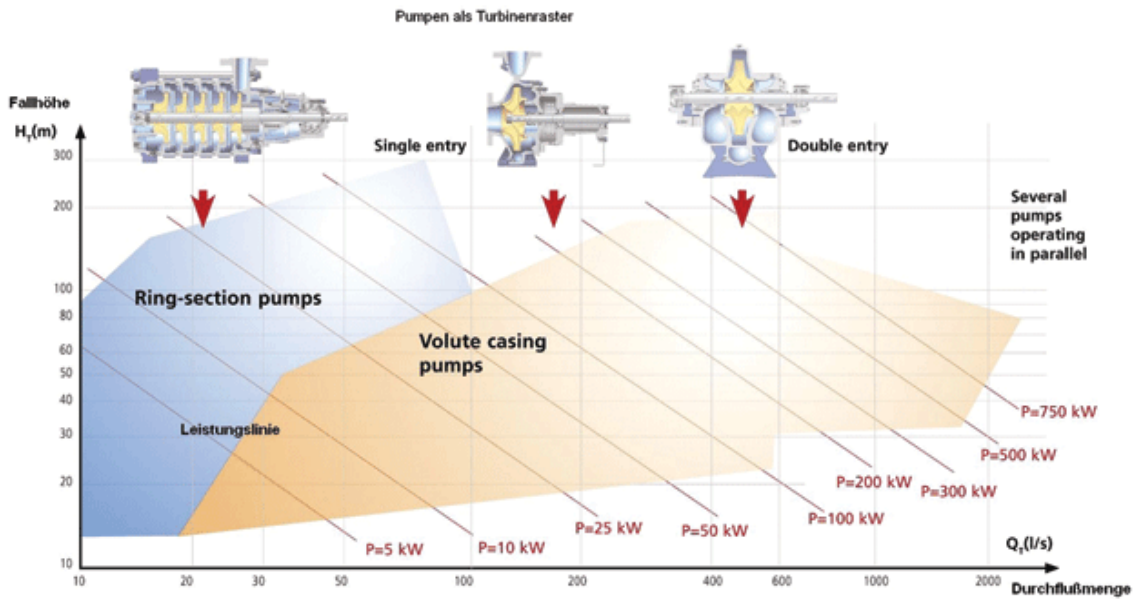 Pumpen als Turbinenraster
Fallhöhe
H_T(m)
Single entry
Double entry
300
200
100
80
60
50
40
30
20
10
Several
pumps
operating
in parallel
Ring-section pumps
Volute casing
pumps
Leistungslinie
P=750 kW
P=500 kW
P=200 kW
P=300 kW
P=100 kW
P=25 kW
P=50 kW
P=5 kW
P=10 kW
Q_T(l/s)
10 20 30 50 100 200 400 600 1000 2000
Durchflußmenge